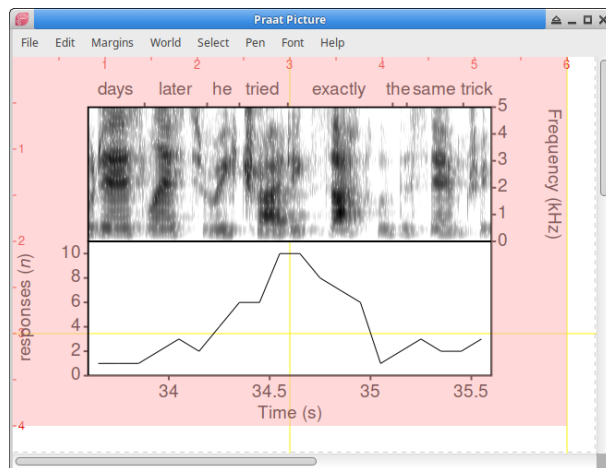 Praat Picture
File Edit Margins World Select Pen Font Help
1 2 3 4 5 6
days later he tried exactly the same trick
5
4
3
2
1
0
Frequency (kHz)
1
2
3
4
responses (n)
10
8
6
4
2
0
34 34.5 35 35.5
Time (s)